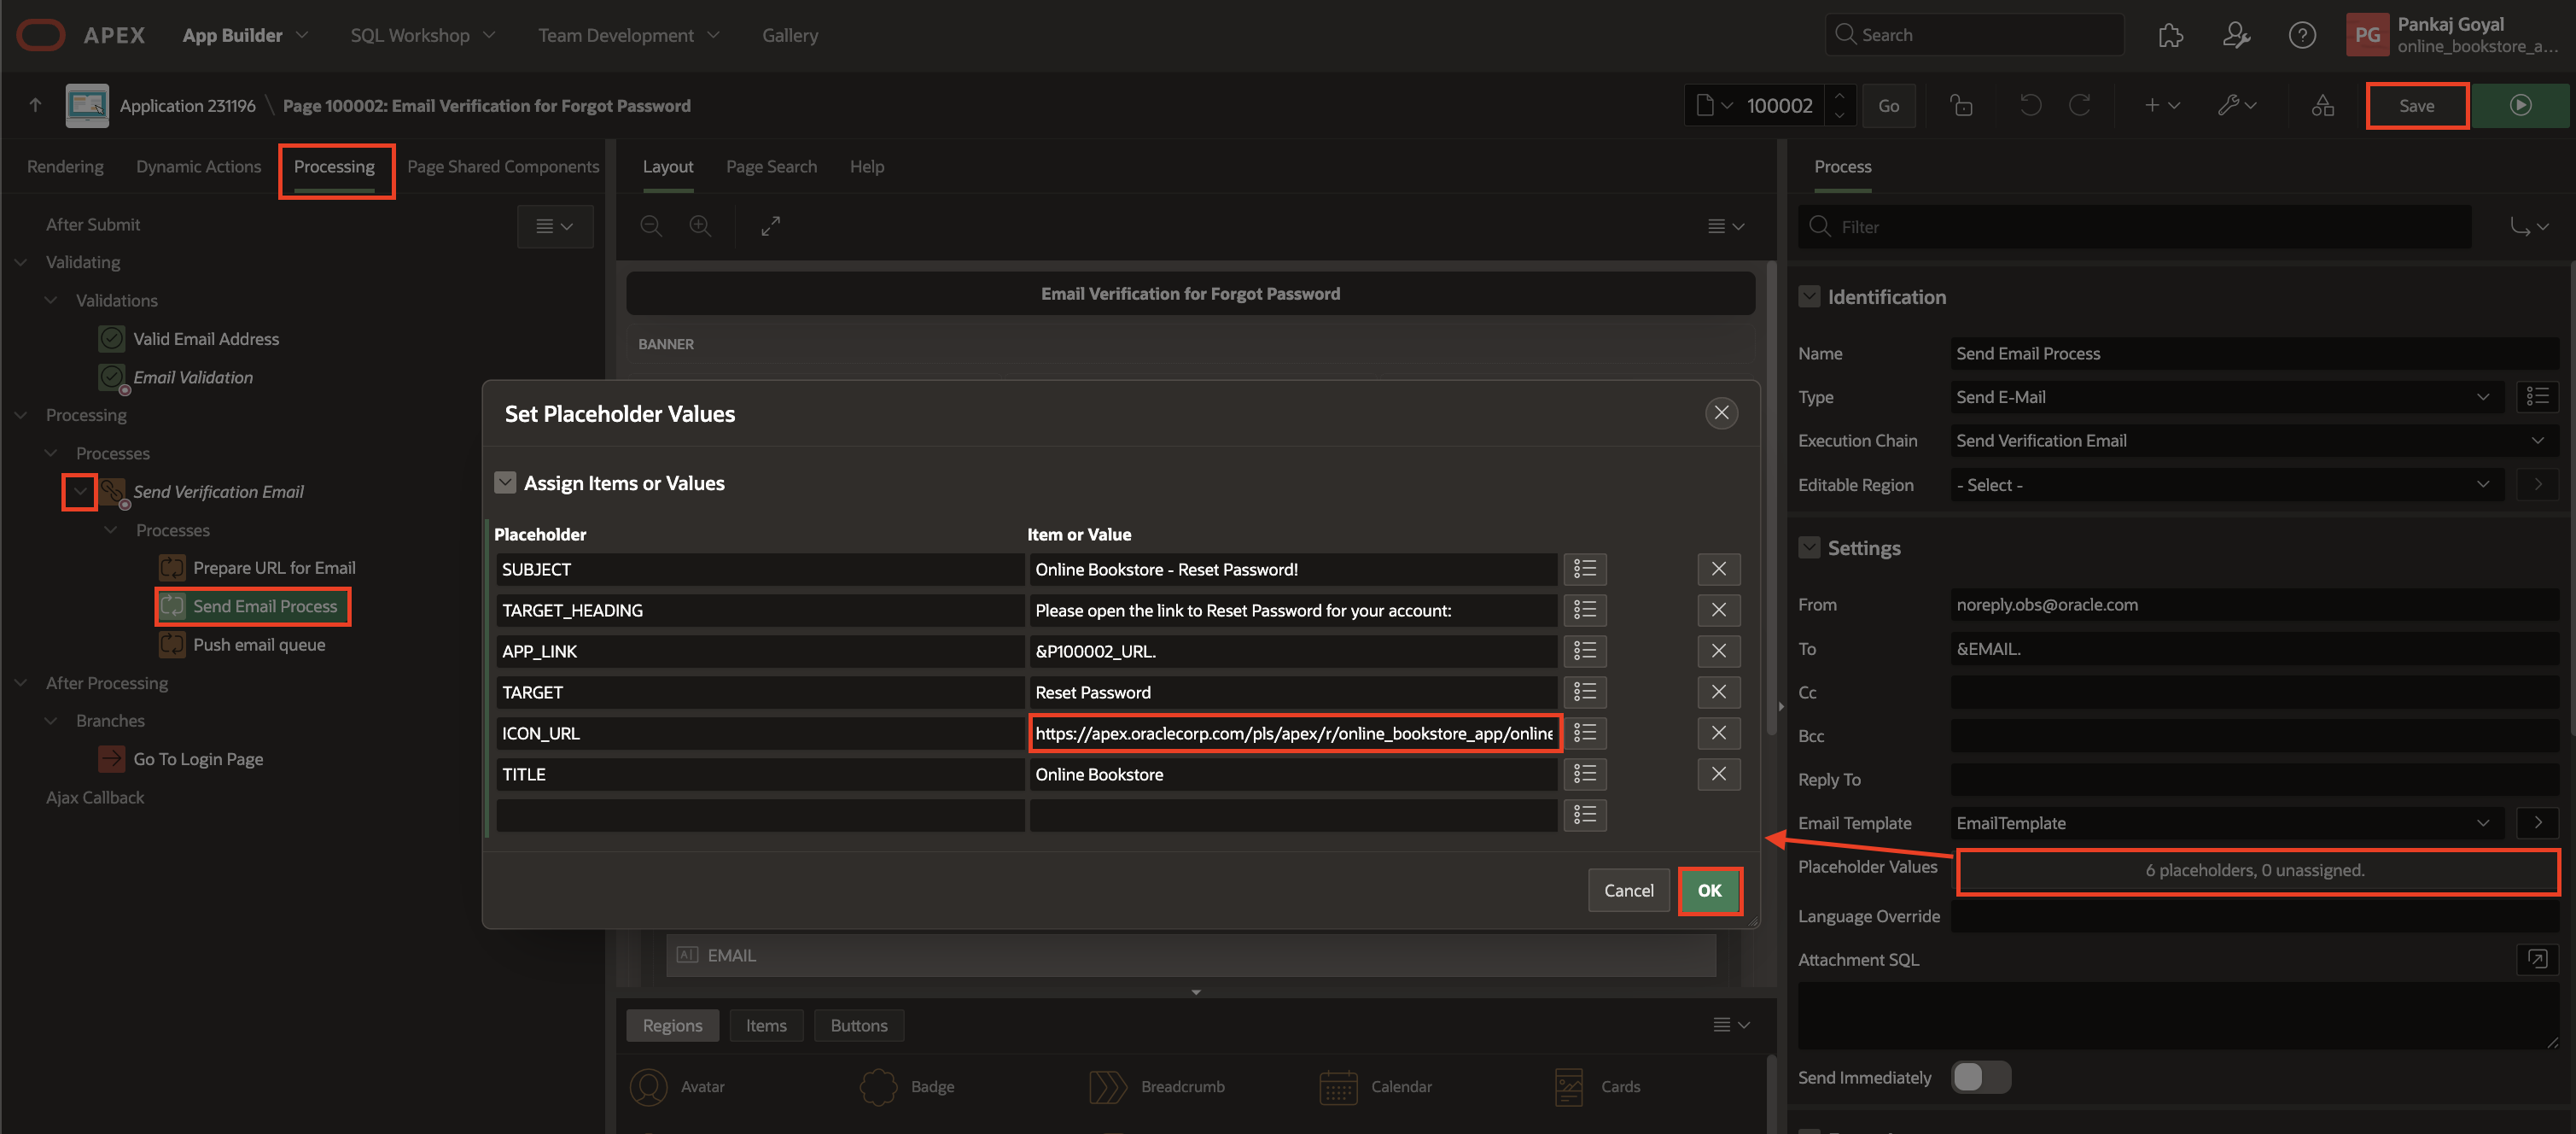 APEX App Builder SQL Workshop Team Development Gallery Search PG Pankaj Goyal
online_bookstore_a...
Application 231196 \ Page 100002: Email Verification for Forgot Password 100002 Go Save
Rendering Dynamic Actions Processing Page Shared Components
After Submit
Validating
Validations
Valid Email Address
Email Validation
Processing
Processes
Send Verification Email
Processes
Prepare URL for Email
Send Email Process
Push email queue
After Processing
Branches
Go To Login Page
Ajax Callback
Layout Page Search Help
Email Verification for Forgot Password
BANNER
Set Placeholder Values
Assign Items or Values
Placeholder Item or Value
SUBJECT Online Bookstore - Reset Password!
TARGET_HEADING Please open the link to Reset Password for your account:
APP_LINK &P100002_URL.
TARGET Reset Password
ICON_URL https://apex.oraclecorp.com/pls/apex/r/online_bookstore_app/online
TITLE Online Bookstore
Cancel OK
EMAIL
Regions Items Buttons
Avatar Badge Breadcrumb Calendar Cards
Process
Filter
Identification
Name Send Email Process
Type Send E-Mail
Execution Chain Send Verification Email
Editable Region - Select -
Settings
From noreply.obs@oracle.com
To &EMAIL.
Cc
Bcc
Reply To
Email Template EmailTemplate
Placeholder Values 6 placeholders, 0 unassigned.
Language Override
Attachment SQL
Send Immediately